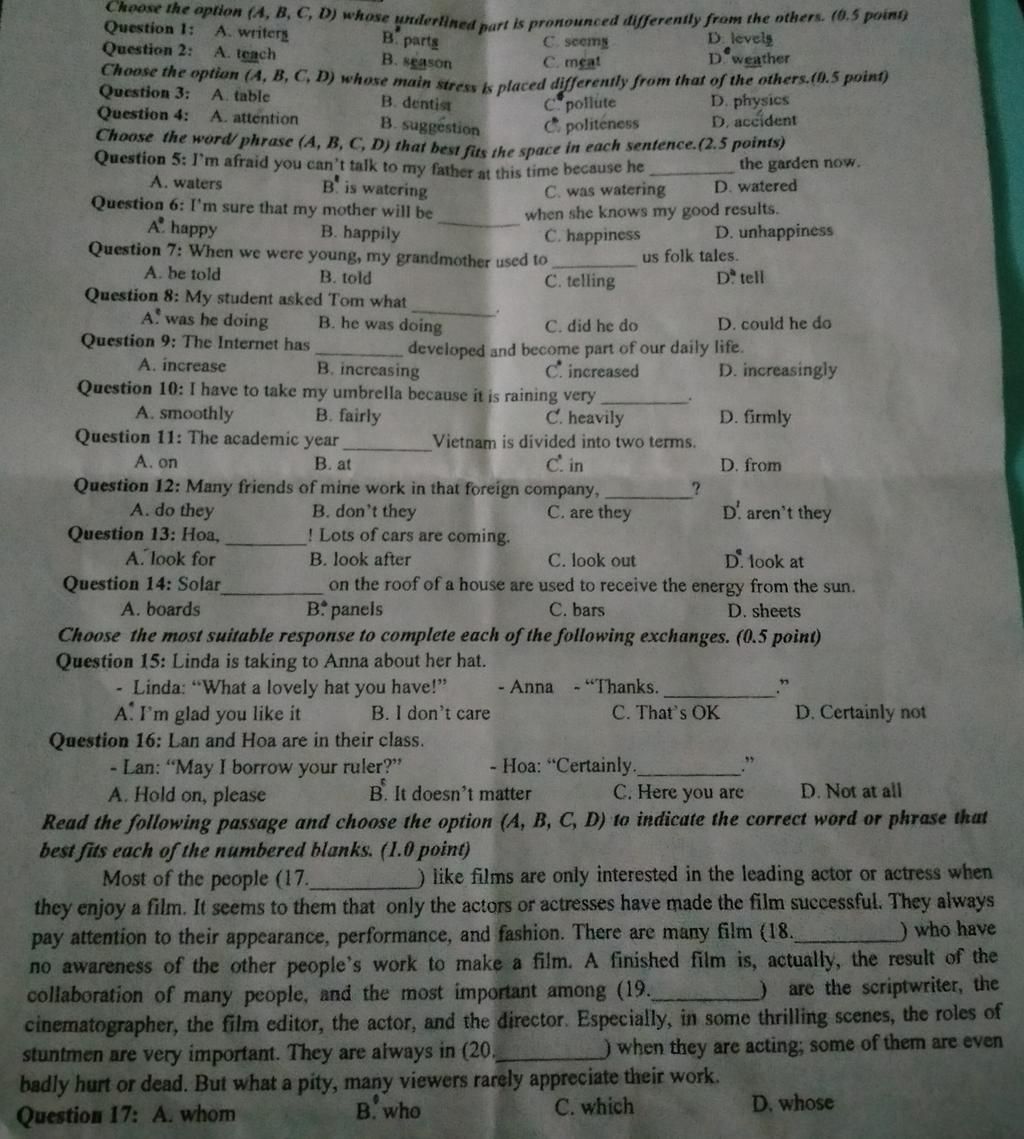 Choose the option (A, B, C, D) whose underlined part is pronounced differently from the others. (0.5 point)
Question 1: A. writers B. parts C. seems D. levels
Question 2: A. teach B. season C. meat D. weather
Choose the option (A, B, C, D) whose main stress is placed differently from that of the others.(0.5 point)
Question 3: A. table B. dentist C. pollute D. physics
Question 4: A. attention B. suggestion C. politeness D. accident
Choose the word/ phrase (A, B, C, D) that best fits the space in each sentence.(2.5 points)
Question 5: I'm afraid you can't talk to my father at this time because he _________ the garden now.
A. waters B. is watering C. was watering D. watered
Question 6: I'm sure that my mother will be _________ when she knows my good results.
A. happy B. happily C. happiness D. unhappiness
Question 7: When we were young, my grandmother used to _________ us folk tales.
A. be told B. told C. telling D. tell
Question 8: My student asked Tom what _________.
A. was he doing B. he was doing C. did he do D. could he do
Question 9: The Internet has _________ developed and become part of our daily life.
A. increase B. increasing C. increased D. increasingly
Question 10: I have to take my umbrella because it is raining very _________.
A. smoothly B. fairly C. heavily D. firmly
Question 11: The academic year _________ Vietnam is divided into two terms.
A. on B. at C. in D. from
Question 12: Many friends of mine work in that foreign company, _________?
A. do they B. don't they C. are they D. aren't they
Question 13: Hoa, _________! Lots of cars are coming.
A. look for B. look after C. look out D. look at
Question 14: Solar __________ on the roof of a house are used to receive the energy from the sun.
A. boards B. panels C. bars D. sheets
Choose the most suitable response to complete each of the following exchanges. (0.5 point)
Question 15: Linda is taking to Anna about her hat.
- Linda: "What a lovely hat you have!" - Anna - "Thanks. ___________."
A. I'm glad you like it B. I don't care C. That's OK D. Certainly not
Question 16: Lan and Hoa are in their class.
- Lan: "May I borrow your ruler?" - Hoa: "Certainly.__________."
A. Hold on, please B. It doesn't matter C. Here you are D. Not at all
Read the following passage and choose the option (A, B, C, D) to indicate the correct word or phrase that
best fits each of the numbered blanks. (1.0 point)
Most of the people (17.__________) like films are only interested in the leading actor or actress when
they enjoy a film. It seems to them that only the actors or actresses have made the film successful. They always
pay attention to their appearance, performance, and fashion. There are many film (18.__________) who have
no awareness of the other people's work to make a film. A finished film is, actually, the result of the
collaboration of many people, and the most important among (19.__________) are the scriptwriter, the
cinematographer, the film editor, the actor, and the director. Especially, in some thrilling scenes, the roles of
stuntmen are very important. They are always in (20.__________) when they are acting; some of them are even
badly hurt or dead. But what a pity, many viewers rarely appreciate their work.
Question 17: A. whom B. who C. which D. whose